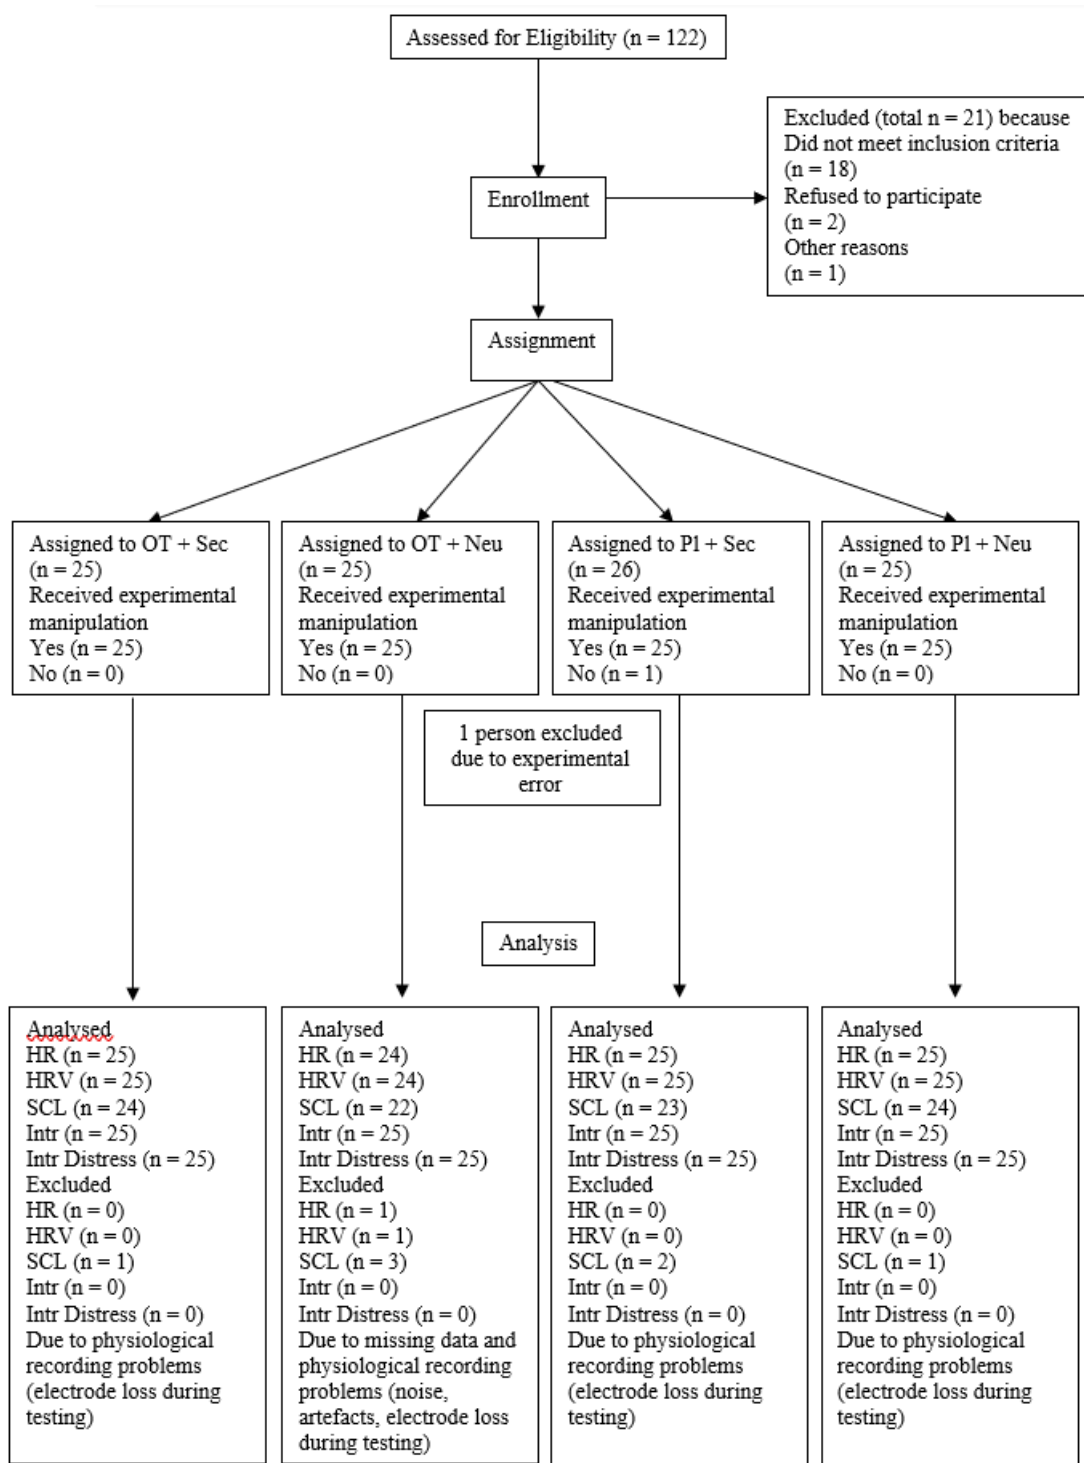 Assessed for Eligibility (n = 122)
Excluded (total n = 21) because
Did not meet inclusion criteria
(n = 18)
Refused to participate
(n = 2)
Other reasons
(n = 1)
Enrollment
Assignment
Assigned to OT + Sec
(n = 25)
Received experimental
manipulation
Yes (n = 25)
No (n = 0)
Assigned to OT + Neu
(n = 25)
Received experimental
manipulation
Yes (n = 25)
No (n = 0)
Assigned to Pl + Sec
(n = 26)
Received experimental
manipulation
Yes (n = 25)
No (n = 1)
Assigned to Pl + Neu
(n = 25)
Received experimental
manipulation
Yes (n = 25)
No (n = 0)
1 person excluded
due to experimental
error
Analysis
Analysed
HR (n = 25)
HRV (n = 25)
SCL (n = 24)
Intr (n = 25)
Intr Distress (n = 25)
Excluded
HR (n = 0)
HRV (n = 0)
SCL (n = 1)
Intr (n = 0)
Intr Distress (n = 0)
Due to physiological
recording problems
(electrode loss during
testing)
Analysed
HR (n = 24)
HRV (n = 24)
SCL (n = 22)
Intr (n = 25)
Intr Distress (n = 25)
Excluded
HR (n = 1)
HRV (n = 1)
SCL (n = 3)
Intr (n = 0)
Intr Distress (n = 0)
Due to missing data and
physiological recording
problems (noise,
artefacts, electrode loss
during testing)
Analysed
HR (n = 25)
HRV (n = 25)
SCL (n = 23)
Intr (n = 25)
Intr Distress (n = 25)
Excluded
HR (n = 0)
HRV (n = 0)
SCL (n = 2)
Intr (n = 0)
Intr Distress (n = 0)
Due to physiological
recording problems
(electrode loss during
testing)
Analysed
HR (n = 25)
HRV (n = 25)
SCL (n = 24)
Intr (n = 25)
Intr Distress (n = 25)
Excluded
HR (n = 0)
HRV (n = 0)
SCL (n = 1)
Intr (n = 0)
Intr Distress (n = 0)
Due to physiological
recording problems
(electrode loss during
testing)